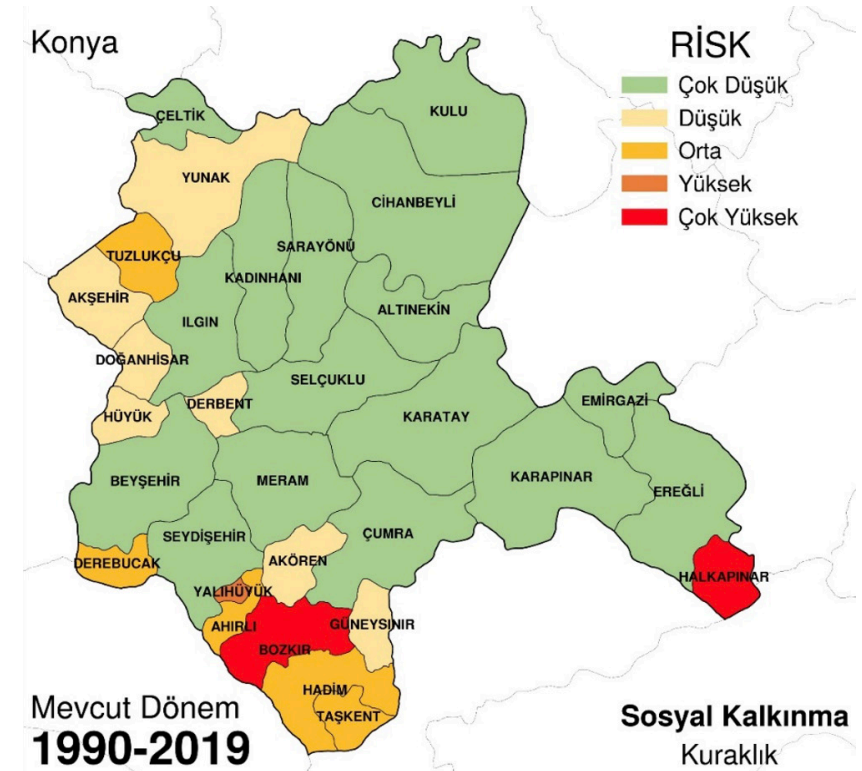 Konya
RİSK
Çok Düşük
Düşük
Orta
Yüksek
Çok Yüksek
ÇELTİK
KULU
YUNAK
CİHANBEYLİ
TUZLUKÇU
SARAYÖNÜ
KADINHANI
AKŞEHİR
ALTINEKİN
ILGIN
DOĞANHİSAR
SELÇUKLU
DERBENT
EMİRGAZİ
HÜYÜK
KARATAY
BEYŞEHİR
MERAM
KARAPINAR
EREĞLİ
SEYDİŞEHİR
ÇUMRA
DEREBUCAK
AKÖREN
HALKAPINAR
YALIHÜYÜK
AHIRLI
GÜNEYSINIR
BOZKIR
HADİM
TAŞKENT
Mevcut Dönem
1990-2019
Sosyal Kalkınma
Kuraklık